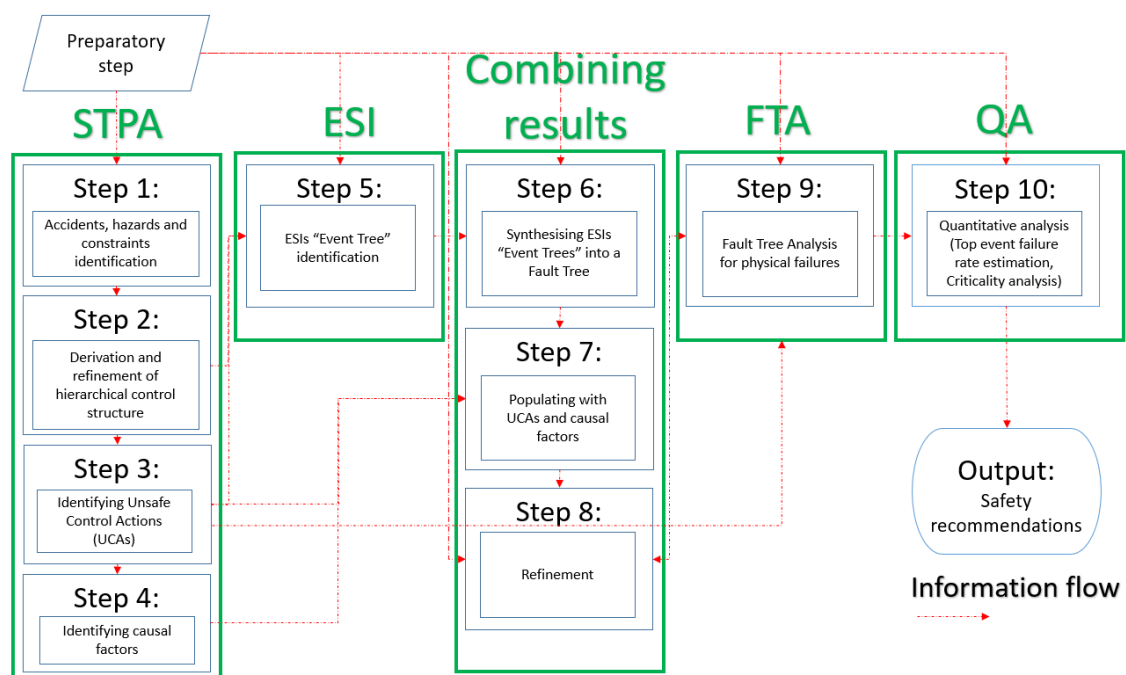 Preparatory
step
STPA
Step 1:
Accidents, hazards and
constraints
identification
Step 2:
Derivation and
refinement of
hierarchical control
structure
Step 3:
Identifying Unsafe
Control Actions
(UCAs)
Step 4:
Identifying causal
factors
ESI
Step 5:
ESIs “Event Tree”
identification
Combining
results
Step 6:
Synthesising ESIs
“Event Trees” into a
Fault Tree
Step 7:
Populating with
UCAs and causal
factors
Step 8:
Refinement
FTA
Step 9:
Fault Tree Analysis
for physical failures
QA
Step 10:
Quantitative analysis
(Top event failure
rate estimation,
Criticality analysis)
Output:
Safety
recommendations
Information flow